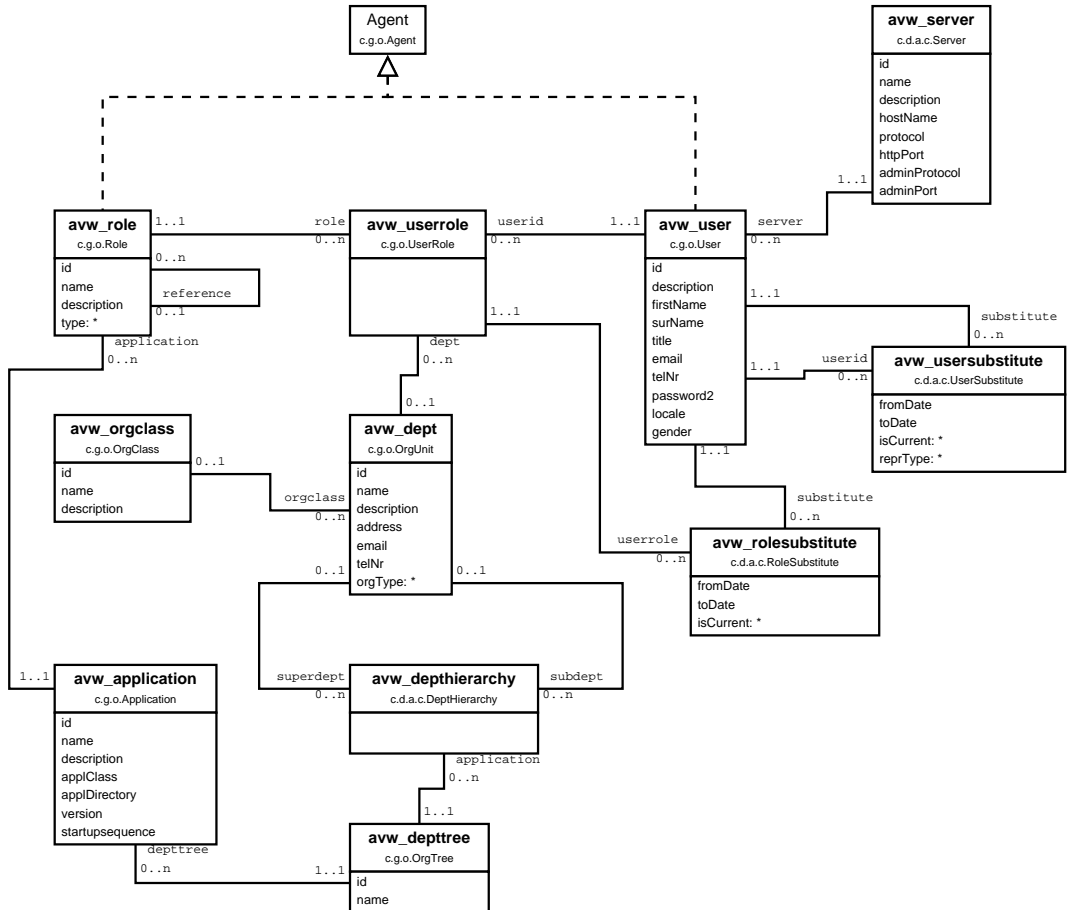 Agent
c.g.o.Agent
avw_server
c.d.a.c.Server
id
name
description
hostName
protocol
httpPort
adminProtocol
adminPort
1..1
avw_role
c.g.o.Role
id
name
description
type: *
1..1
role
0..n
0..n
reference
0..1
avw_userrole
c.g.o.UserRole
userid
0..n
1..1
1..1
avw_user
c.g.o.User
id
description
firstName
surName
title
email
telNr
password2
locale
gender
server
0..n
1..1
substitute
0..n
1..1
userid
0..n
avw_usersubstitute
c.d.a.c.UserSubstitute
fromDate
toDate
isCurrent: *
reprType: *
application
0..n
dept
0..n
0..1
avw_orgclass
c.g.o.OrgClass
id
name
description
0..1
orgclass
0..n
avw_dept
c.g.o.OrgUnit
id
name
description
address
email
telNr
orgType: *
0..1
0..1
1..1
substitute
0..n
userrole
0..n
avw_rolesubstitute
c.d.a.c.RoleSubstitute
fromDate
toDate
isCurrent: *
1..1
avw_application
c.g.o.Application
id
name
description
applClass
applDirectory
version
startupsequence
superdept
0..n
avw_depthierarchy
c.d.a.c.DeptHierarchy
subdept
0..n
application
0..n
1..1
depttree
0..n
1..1
avw_depttree
c.g.o.OrgTree
id
name